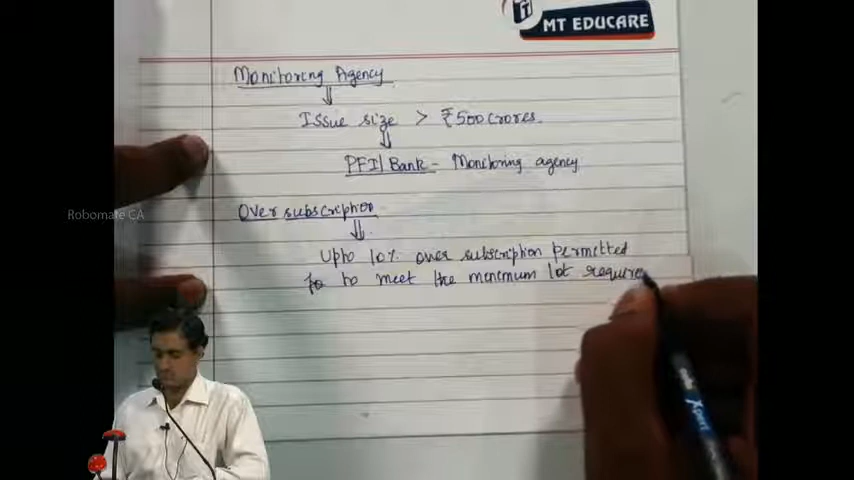 MT EDUCARE
Monitoring Agency
Issue size > ₹500 crores.
PFI/Bank - Monitoring agency
Robomate CA
Over subscription
Upto 10% over subscription permitted
to meet the minimum lot require
Xpert